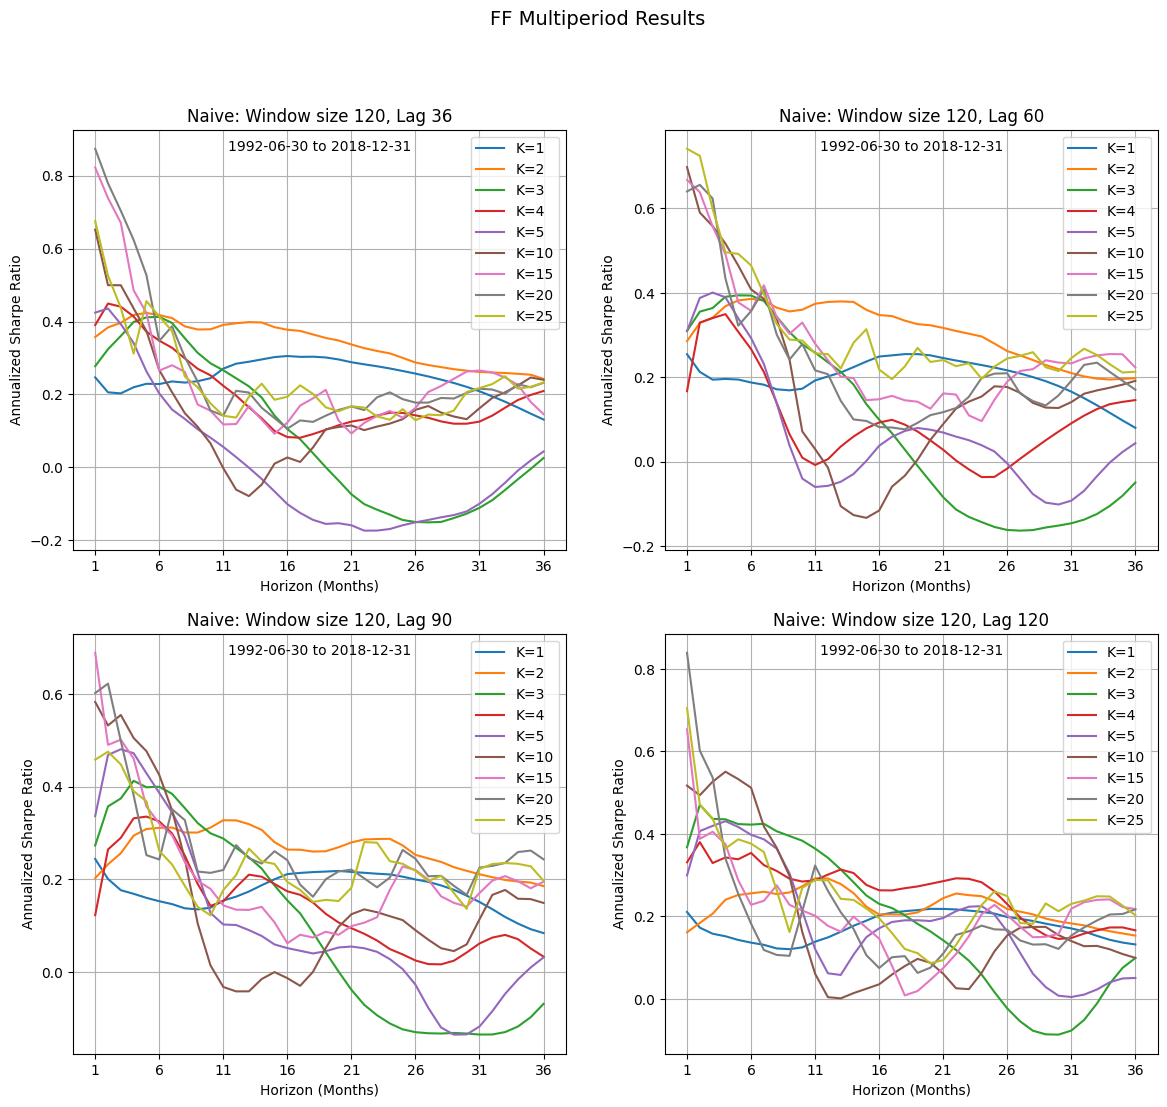 FF Multiperiod Results
Naive: Window size 120, Lag 36
1992-06-30 to 2018-12-31
K=1
K=2
K=3
K=4
K=5
K=10
K=15
K=20
K=25
Annualized Sharpe Ratio
0.8
0.6
0.4
0.2
0.0
−0.2
1 6 11 16 21 26 31 36
Horizon (Months)
Naive: Window size 120, Lag 60
1992-06-30 to 2018-12-31
K=1
K=2
K=3
K=4
K=5
K=10
K=15
K=20
K=25
Annualized Sharpe Ratio
0.6
0.4
0.2
0.0
−0.2
1 6 11 16 21 26 31 36
Horizon (Months)
Naive: Window size 120, Lag 90
1992-06-30 to 2018-12-31
K=1
K=2
K=3
K=4
K=5
K=10
K=15
K=20
K=25
Annualized Sharpe Ratio
0.6
0.4
0.2
0.0
1 6 11 16 21 26 31 36
Horizon (Months)
Naive: Window size 120, Lag 120
1992-06-30 to 2018-12-31
K=1
K=2
K=3
K=4
K=5
K=10
K=15
K=20
K=25
Annualized Sharpe Ratio
0.8
0.6
0.4
0.2
0.0
1 6 11 16 21 26 31 36
Horizon (Months)